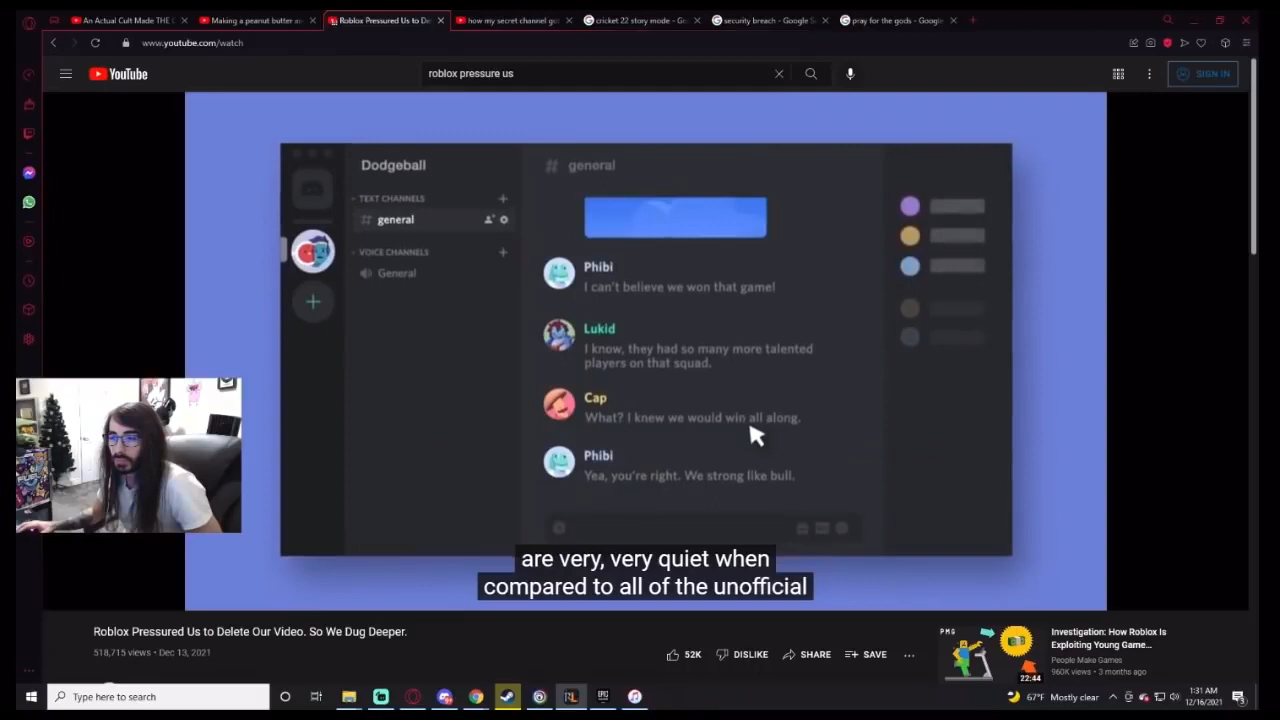 An Actual Cult Made THE
Making a peanut butter a
Roblox Pressured Us to De
how my secret channel go
cricket 22 story mode - Go
security breach - Google S
pray for the gods - Google
www.youtube.com/watch
YouTube
roblox pressure us
SIGN IN
Dodgeball
# general
TEXT CHANNELS
# general
VOICE CHANNELS
General
Phibi
I can't believe we won that game!
Lukid
I know, they had so many more talented
players on that squad.
Cap
What? I knew we would win all along.
Phibi
Yea, you're right. We strong like bull.
are very, very quiet when
compared to all of the unofficial
Roblox Pressured Us to Delete Our Video. So We Dug Deeper.
518,715 views • Dec 13, 2021
52K
DISLIKE
SHARE
SAVE
PMG
22:44
Investigation: How Roblox Is
Exploiting Young Game...
People Make Games
960K views • 3 months ago
Type here to search
67°F Mostly clear
1:31 AM
12/16/2021
3